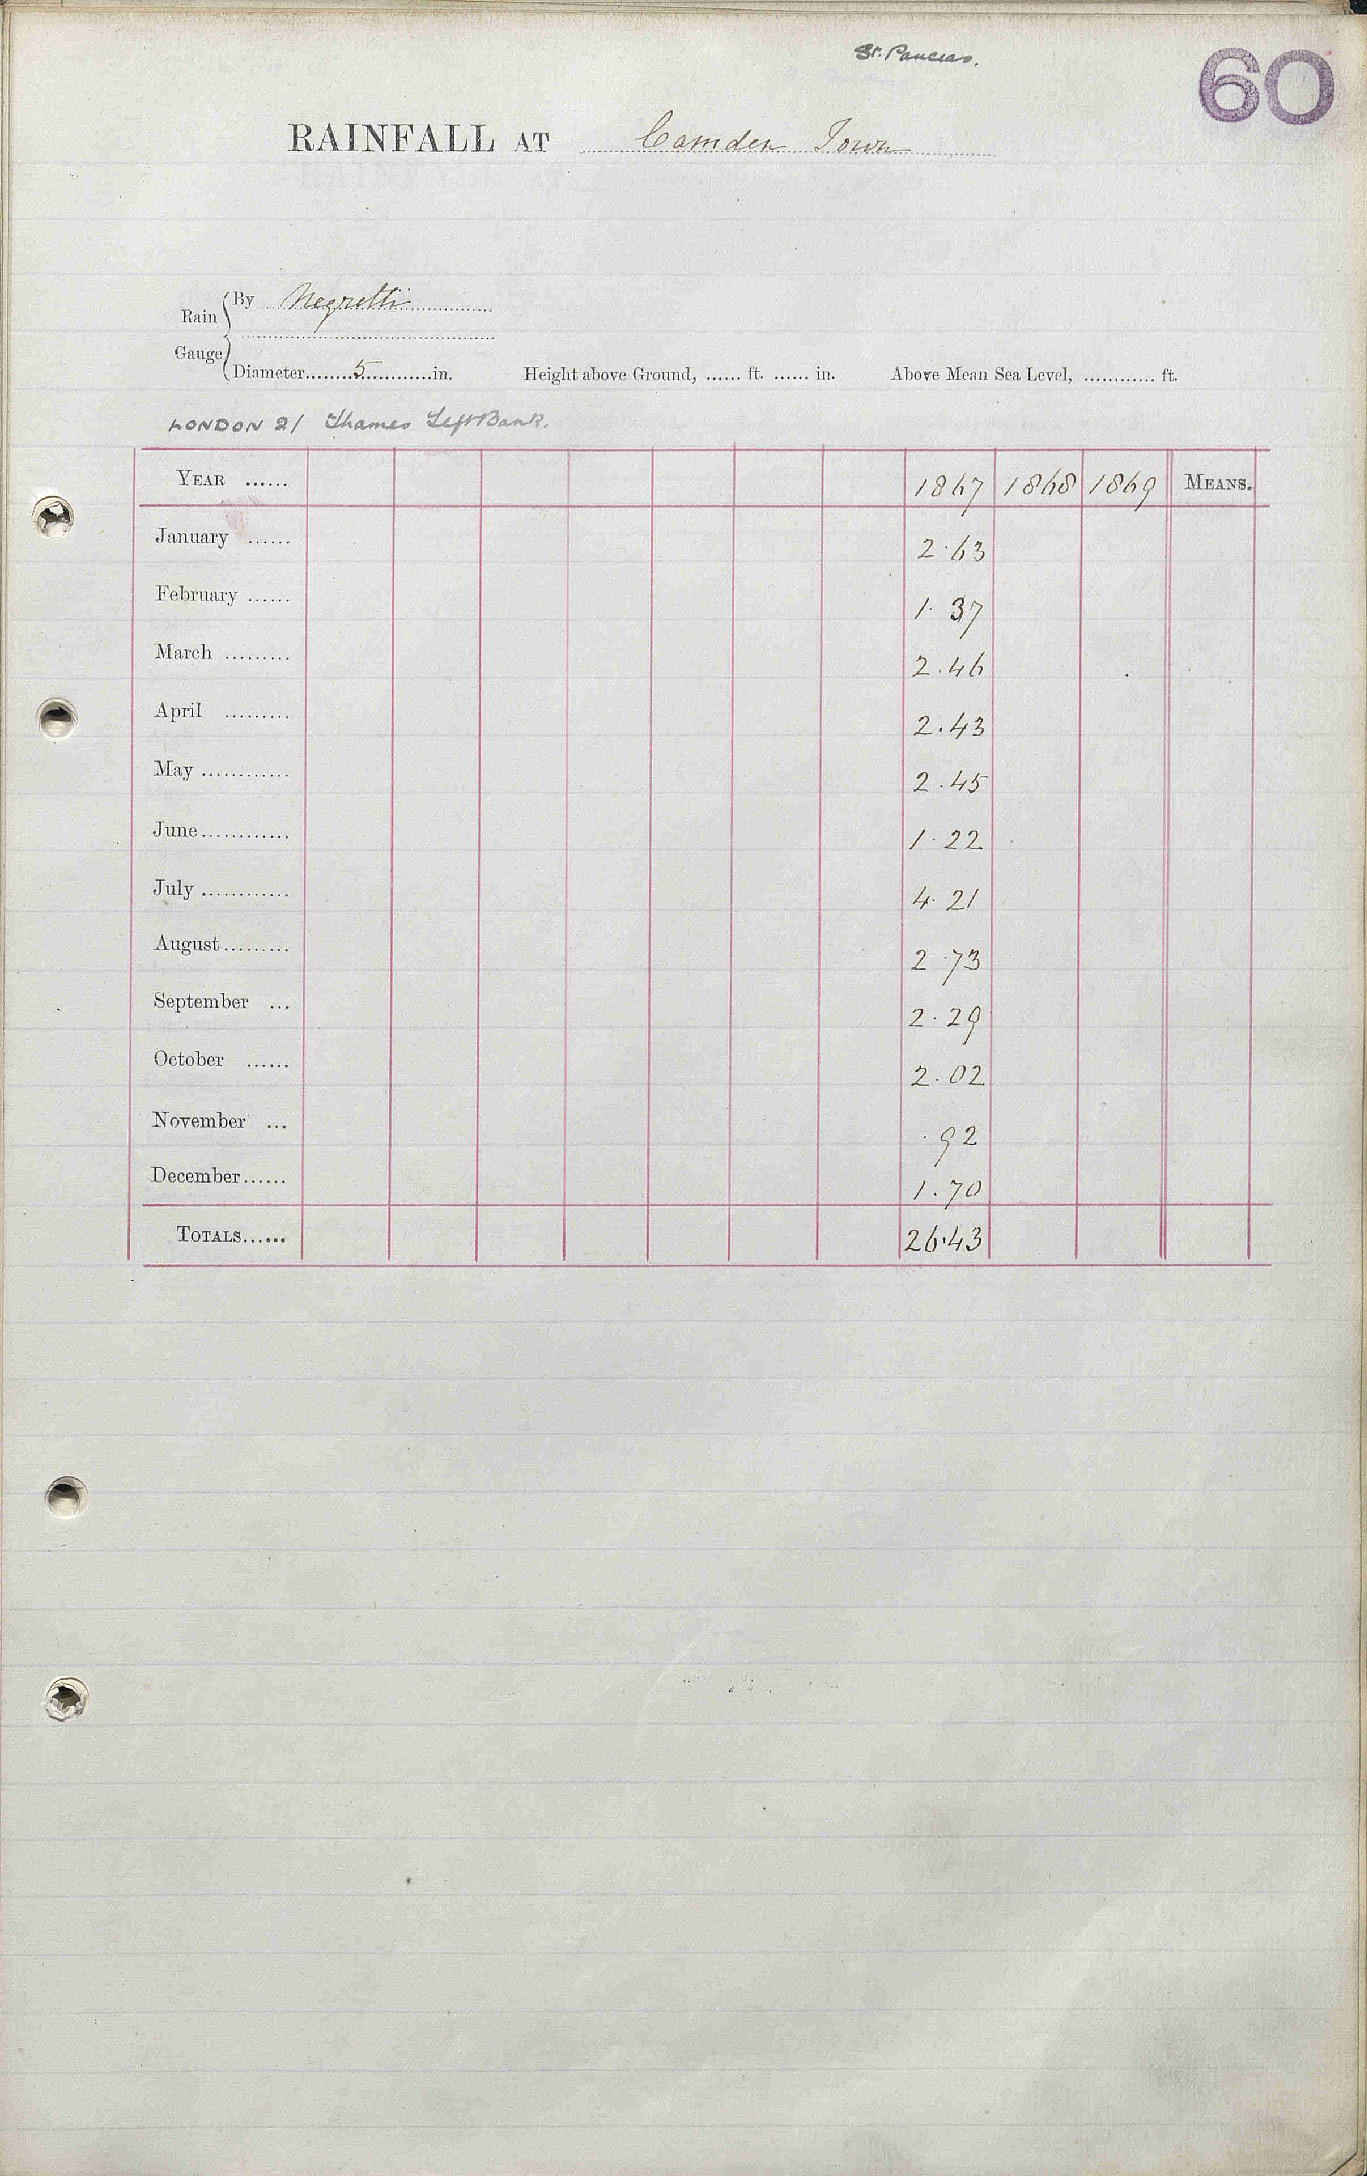 St. Pancras.
60
RAINFALL AT Camden Town
Rain Gauge { By Negretti
Diameter........5............in. Height above Ground, ...... ft. ...... in. Above Mean Sea Level, ............ ft.
LONDON 21 Thames Left Bank.
YEAR ...... 1867 1868 1869 MEANS.
January ...... 2.63
February ...... 1.37
March ......... 2.46
April ......... 2.43
May ............ 2.45
June............ 1.22
July ............ 4.21
August......... 2.73
September ... 2.29
October ...... 2.02
November ... .92
December...... 1.70
TOTALS...... 26.43